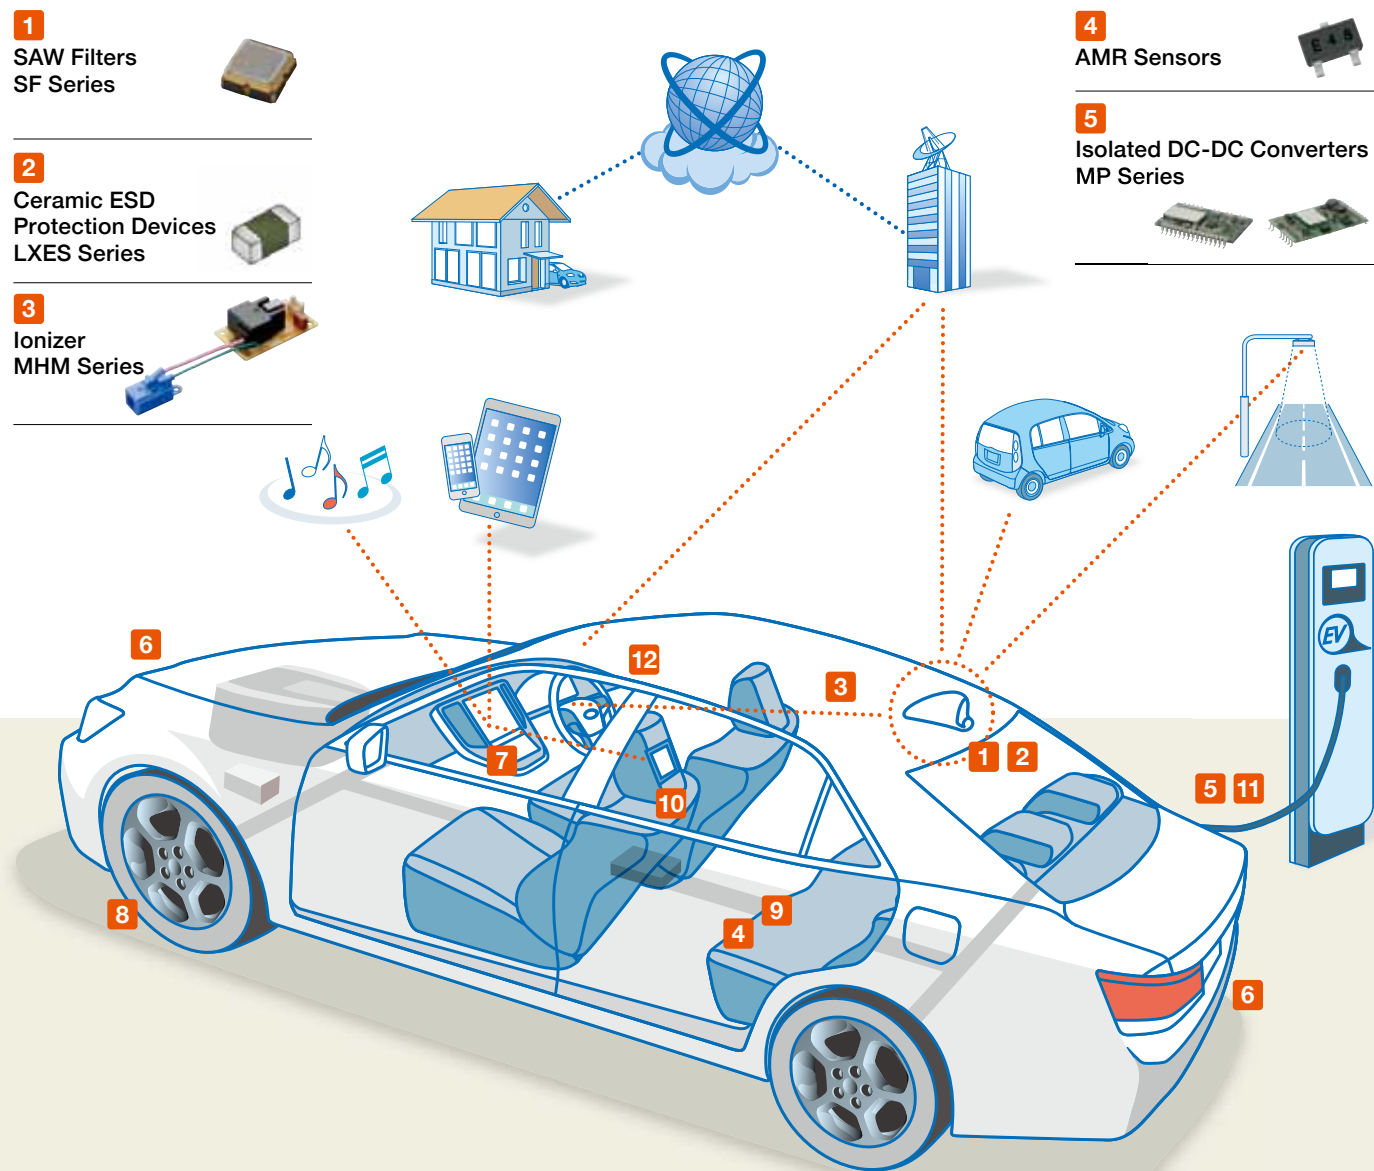 1
SAW Filters
SF Series
2
Ceramic ESD
Protection Devices
LXES Series
3
Ionizer
MHM Series
4
AMR Sensors
E 4 5
5
Isolated DC-DC Converters
MP Series
EV
6
12
3
7
1 2
10
5 11
8
9
4
6